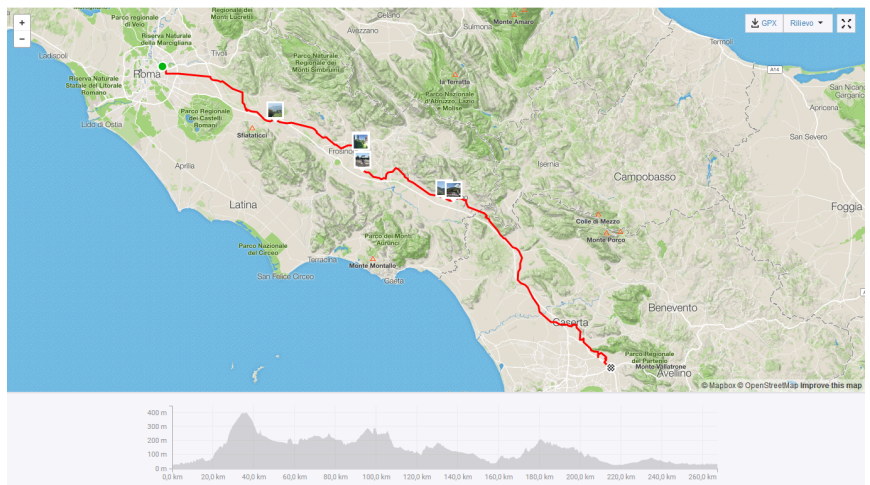 Parco regionale
di Veio
Regionale dei
Monti Lucretili
Celano
Monte Amaro
+
−
GPX
Rilievo
Riserva Naturale
della Marcigliana
Sulmona
Avezzano
Termoli
Ladispoli
Tivoli
Parco Naturale
Regionale dei
Monti Simbruini
A14
Roma
Riserva Naturale
Statale del Litorale
Romano
la Terratta
Parco Nazionale
d'Abruzzo, Lazio
e Molise
San Nicandro
Garganico
Apricena
Parco Regionale
dei Castelli
Romani
Lido di Ostia
Sfiataticci
San Severo
Frosinone
Aprilia
Isernia
Campobasso
Latina
Foggia
Colle di Mezzo
Parco dei Monti
Aurunci
Monte Porco
Parco Nazionale
del Circeo
Terracina
Monte Montallo
San Felice Circeo
Gaeta
Benevento
Caserta
Parco Regionale
del Partenio
Monte Vallatrone
Avellino
© Mapbox © OpenStreetMap Improve this map
400 m
300 m
200 m
100 m
0 m
0,0 km 20,0 km 40,0 km 60,0 km 80,0 km 100,0 km 120,0 km 140,0 km 160,0 km 180,0 km 200,0 km 220,0 km 240,0 km 260,0 km